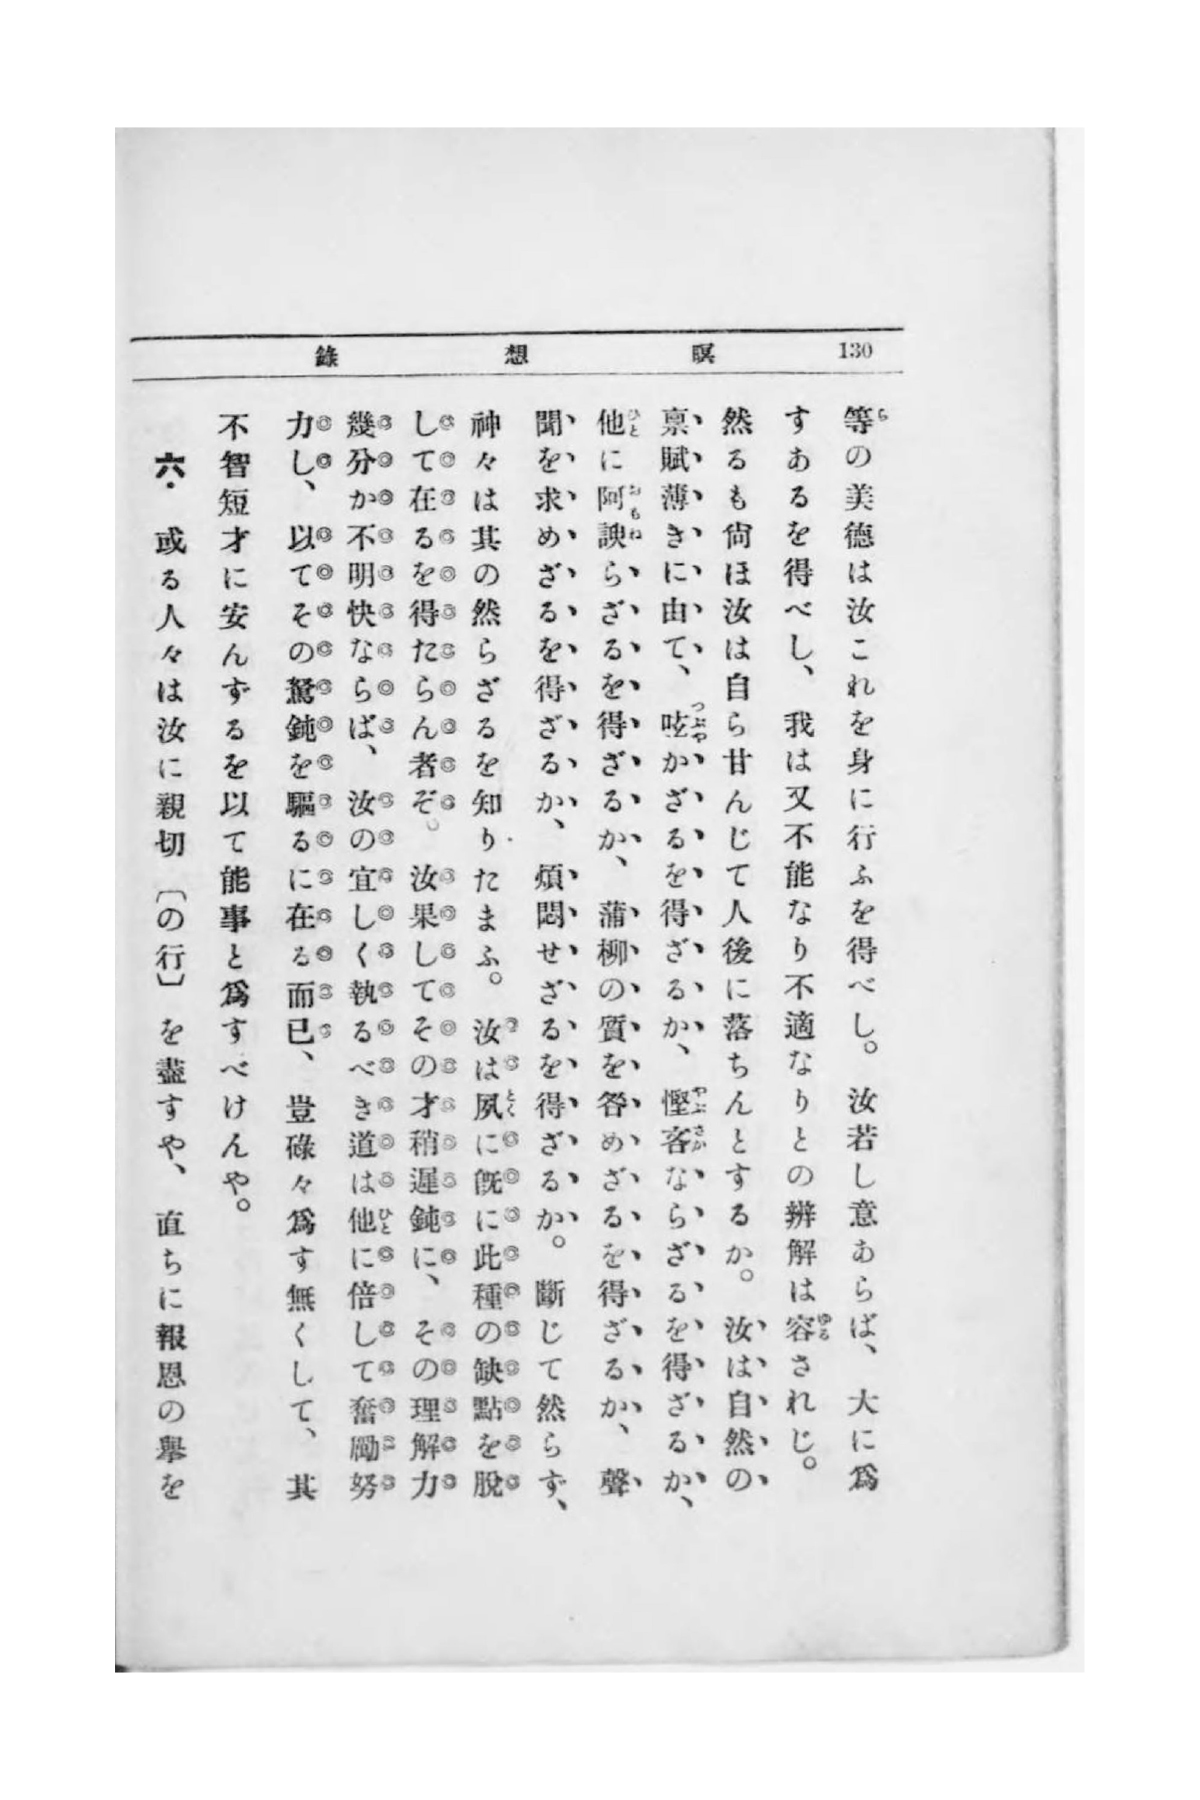 130 瞑想錄
等の美德は汝これを身に行ふを得べし。汝若し意あらば、大に爲
すあるを得べし、我は又不能なり不適なりとの辨解は容されじ。
然るも尙ほ汝は自ら甘んじて人後に落ちんとするか。汝は自然の
禀賦薄きに由て、呟かざるを得ざるか、慳吝ならざるを得ざるか、
他に阿諛らざるを得ざるか、蒲柳の質を咎めざるを得ざるか、聲
聞を求めざるを得ざるか、煩悶せざるを得ざるか。斷じて然らず、
神々は其の然らざるを知りたまふ。汝は夙に既に此種の缺點を脫
して在るを得たらん者ぞ。汝果してその才稍遲鈍に、その理解力
幾分か不明快ならば、汝の宜しく執るべき道は他に倍して奮勵努
力し、以てその駑鈍を驅るに在る而已、豈碌々爲す無くして、其
不智短才に安んずるを以て能事と爲すべけんや。
六・或る人々は汝に親切〔の行〕を盡すや、直ちに報恩の擧を